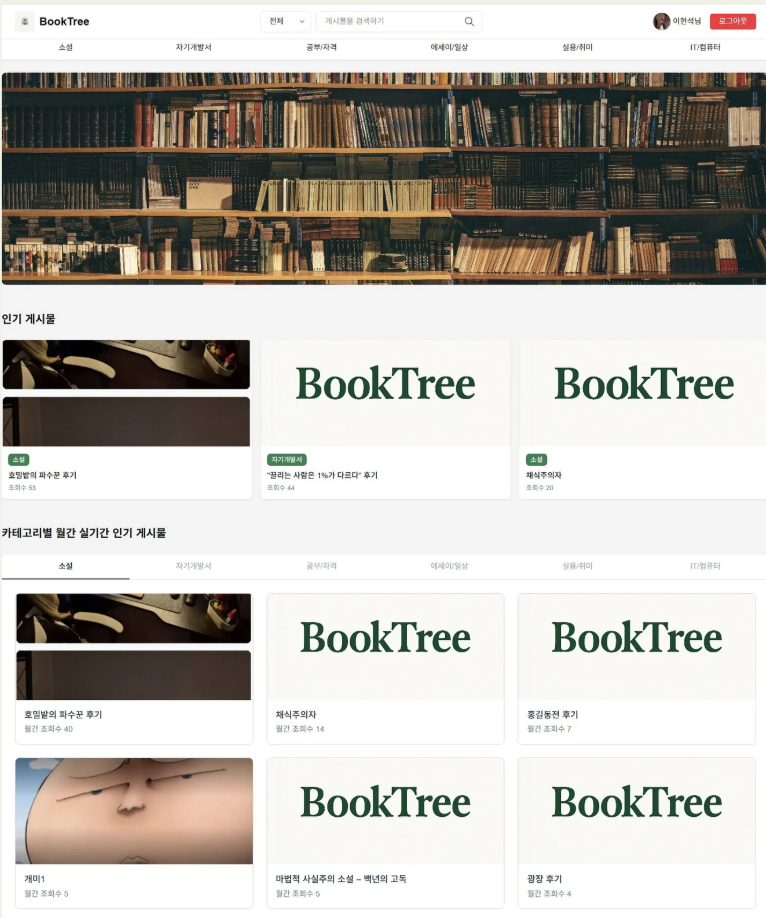 BookTree
전체
게시물을 검색하기
이현석님
로그아웃
소설
자기개발서
공부/자격
에세이/일상
실용/취미
IT/컴퓨터
인기 게시물
BookTree
BookTree
소설
호밀밭의 파수꾼 후기
조회수 53
자기개발서
"끌리는 사람은 1%가 다르다" 후기
조회수 44
소설
채식주의자
조회수 20
카테고리별 월간 실기간 인기 게시물
소설
자기개발서
공부/자격
에세이/일상
실용/취미
IT/컴퓨터
BookTree
BookTree
호밀밭의 파수꾼 후기
월간 조회수 40
채식주의자
월간 조회수 14
홍길동전 후기
월간 조회수 7
BookTree
BookTree
개미1
월간 조회수 5
마법적 사실주의 소설 – 백년의 고독
월간 조회수 5
광장 후기
월간 조회수 4